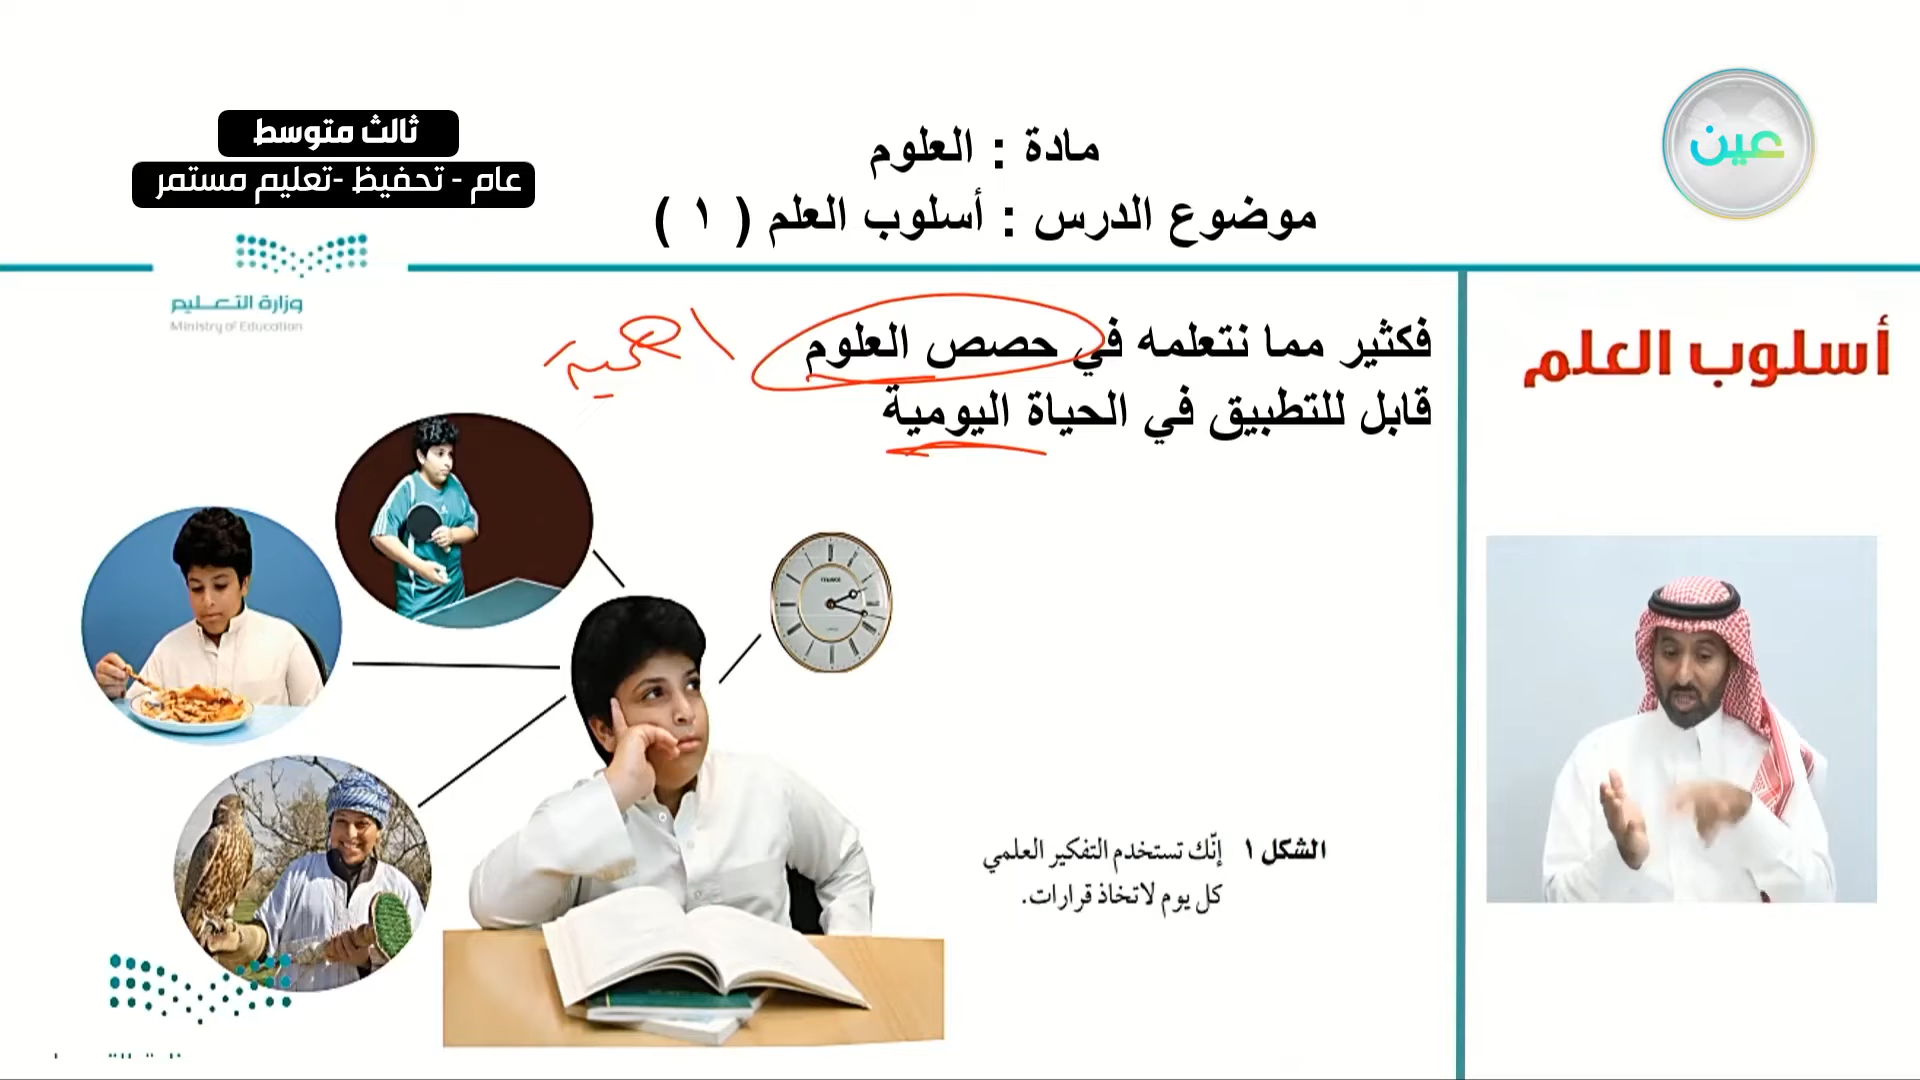 عين
مادة : العلوم
موضوع الدرس : أسلوب العلم ( ١ )
ثالث متوسط
عام - تحفيظ -تعليم مستمر
وزارة التعـــليم
Ministry of Education
أسلوب العلم
فكثير مما نتعلمه في حصص العلوم
قابل للتطبيق في الحياة اليومية
الشكل ١ إنّك تستخدم التفكير العلمي
كل يوم لاتخاذ قرارات.